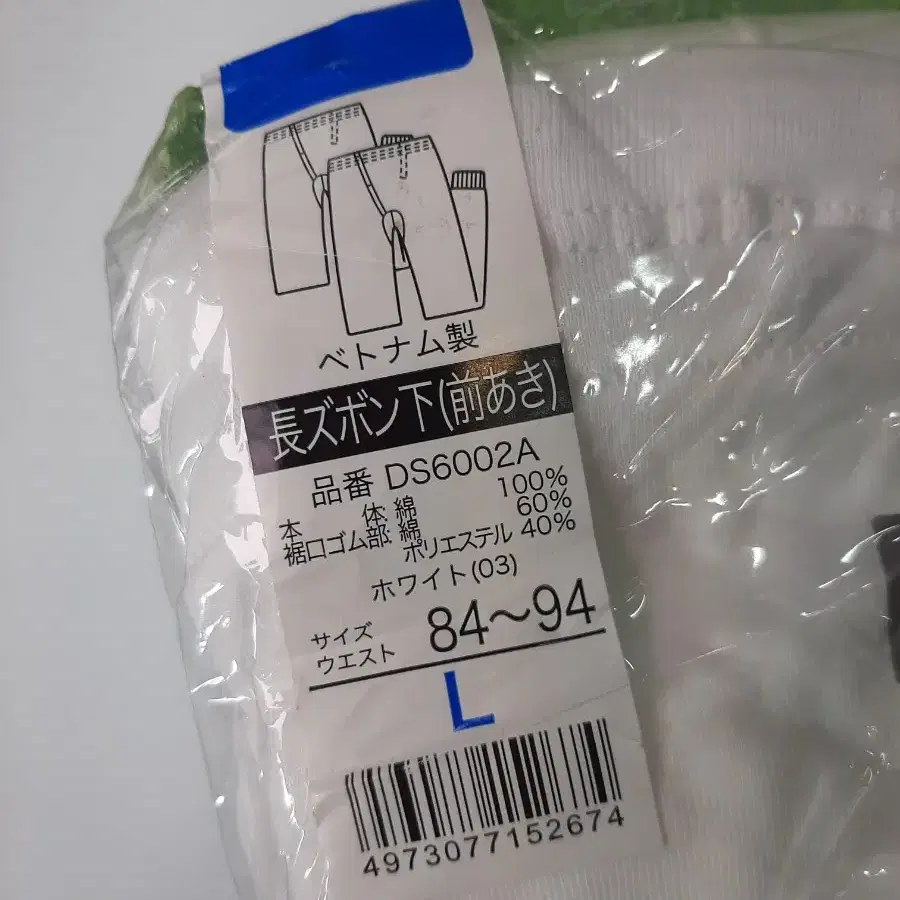 ベトナム製
長ズボン下(前あき)
品番 DS6002A
本体:綿 100%
裾口ゴム部:綿 60%
ポリエステル 40%
ホワイト(03)
サイズ
ウエスト 84～94
L
4973077152674